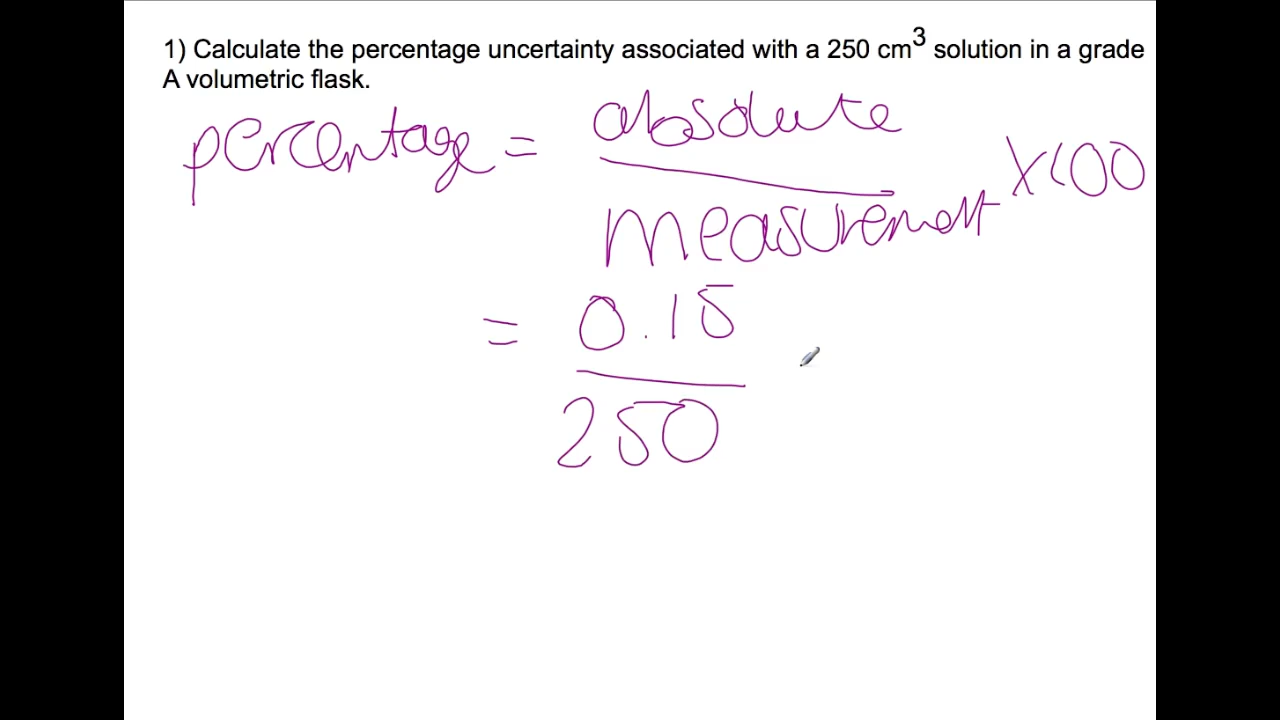 1) Calculate the percentage uncertainty associated with a 250 cm³ solution in a grade
A volumetric flask.
percentage = absolute / measurement × 100
= 0.15 / 250